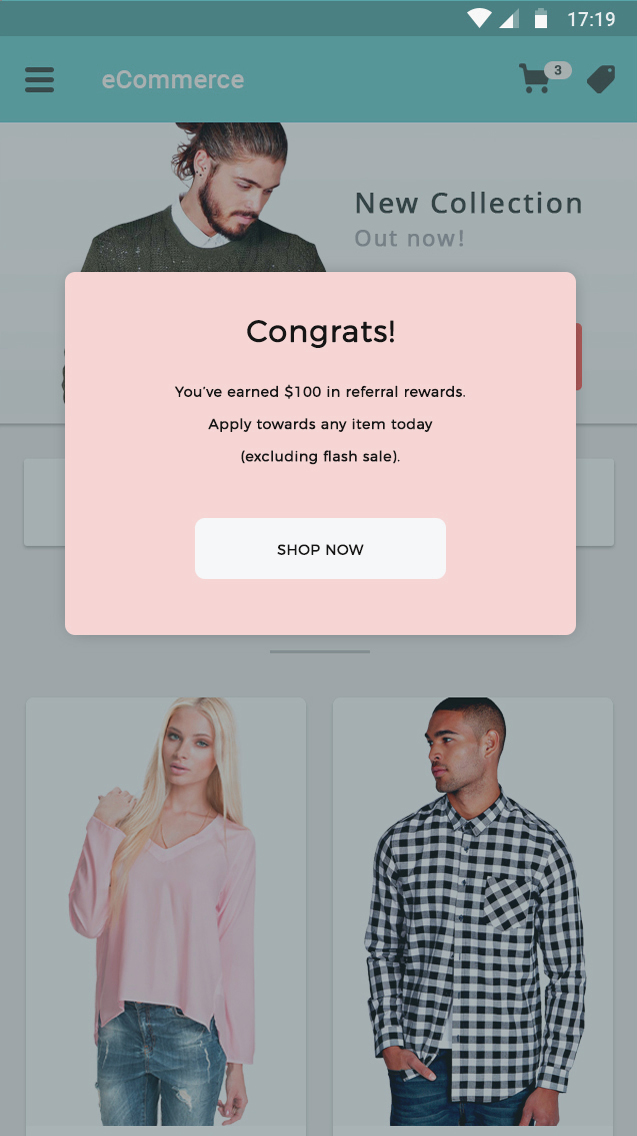 17:19
eCommerce
3
New Collection
Out now!
Congrats!
You've earned $100 in referral rewards.
Apply towards any item today
(excluding flash sale).
SHOP NOW